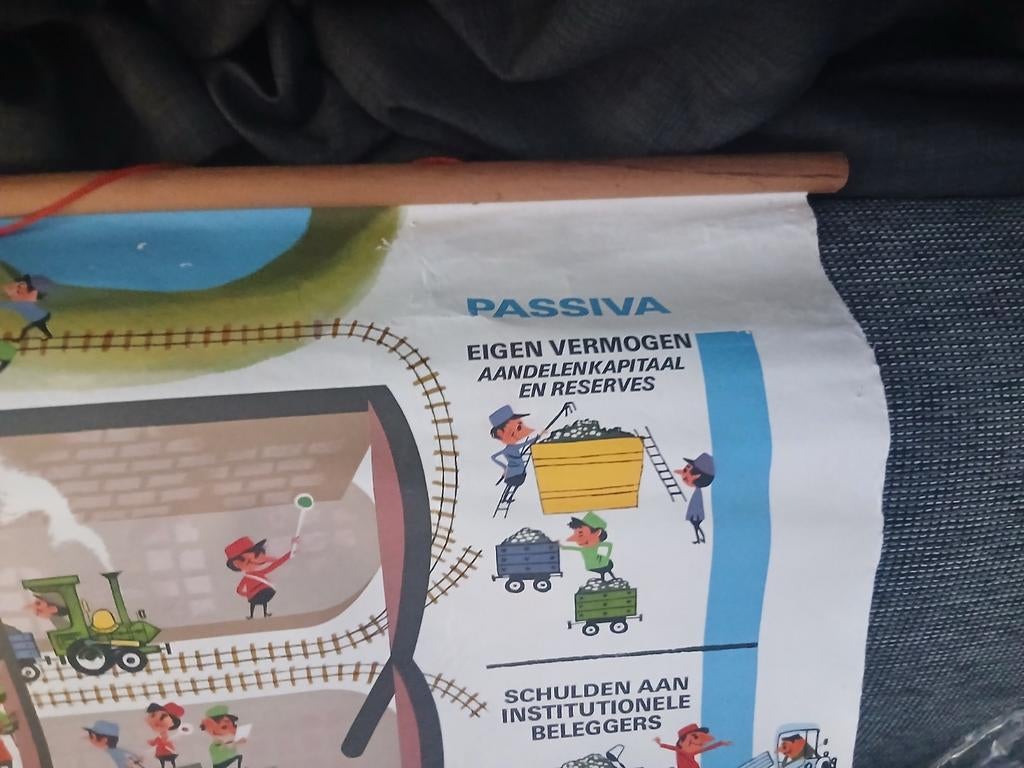 PASSIVA
EIGEN VERMOGEN
AANDELENKAPITAAL
EN RESERVES
SCHULDEN AAN
INSTITUTIONELE
BELEGGERS